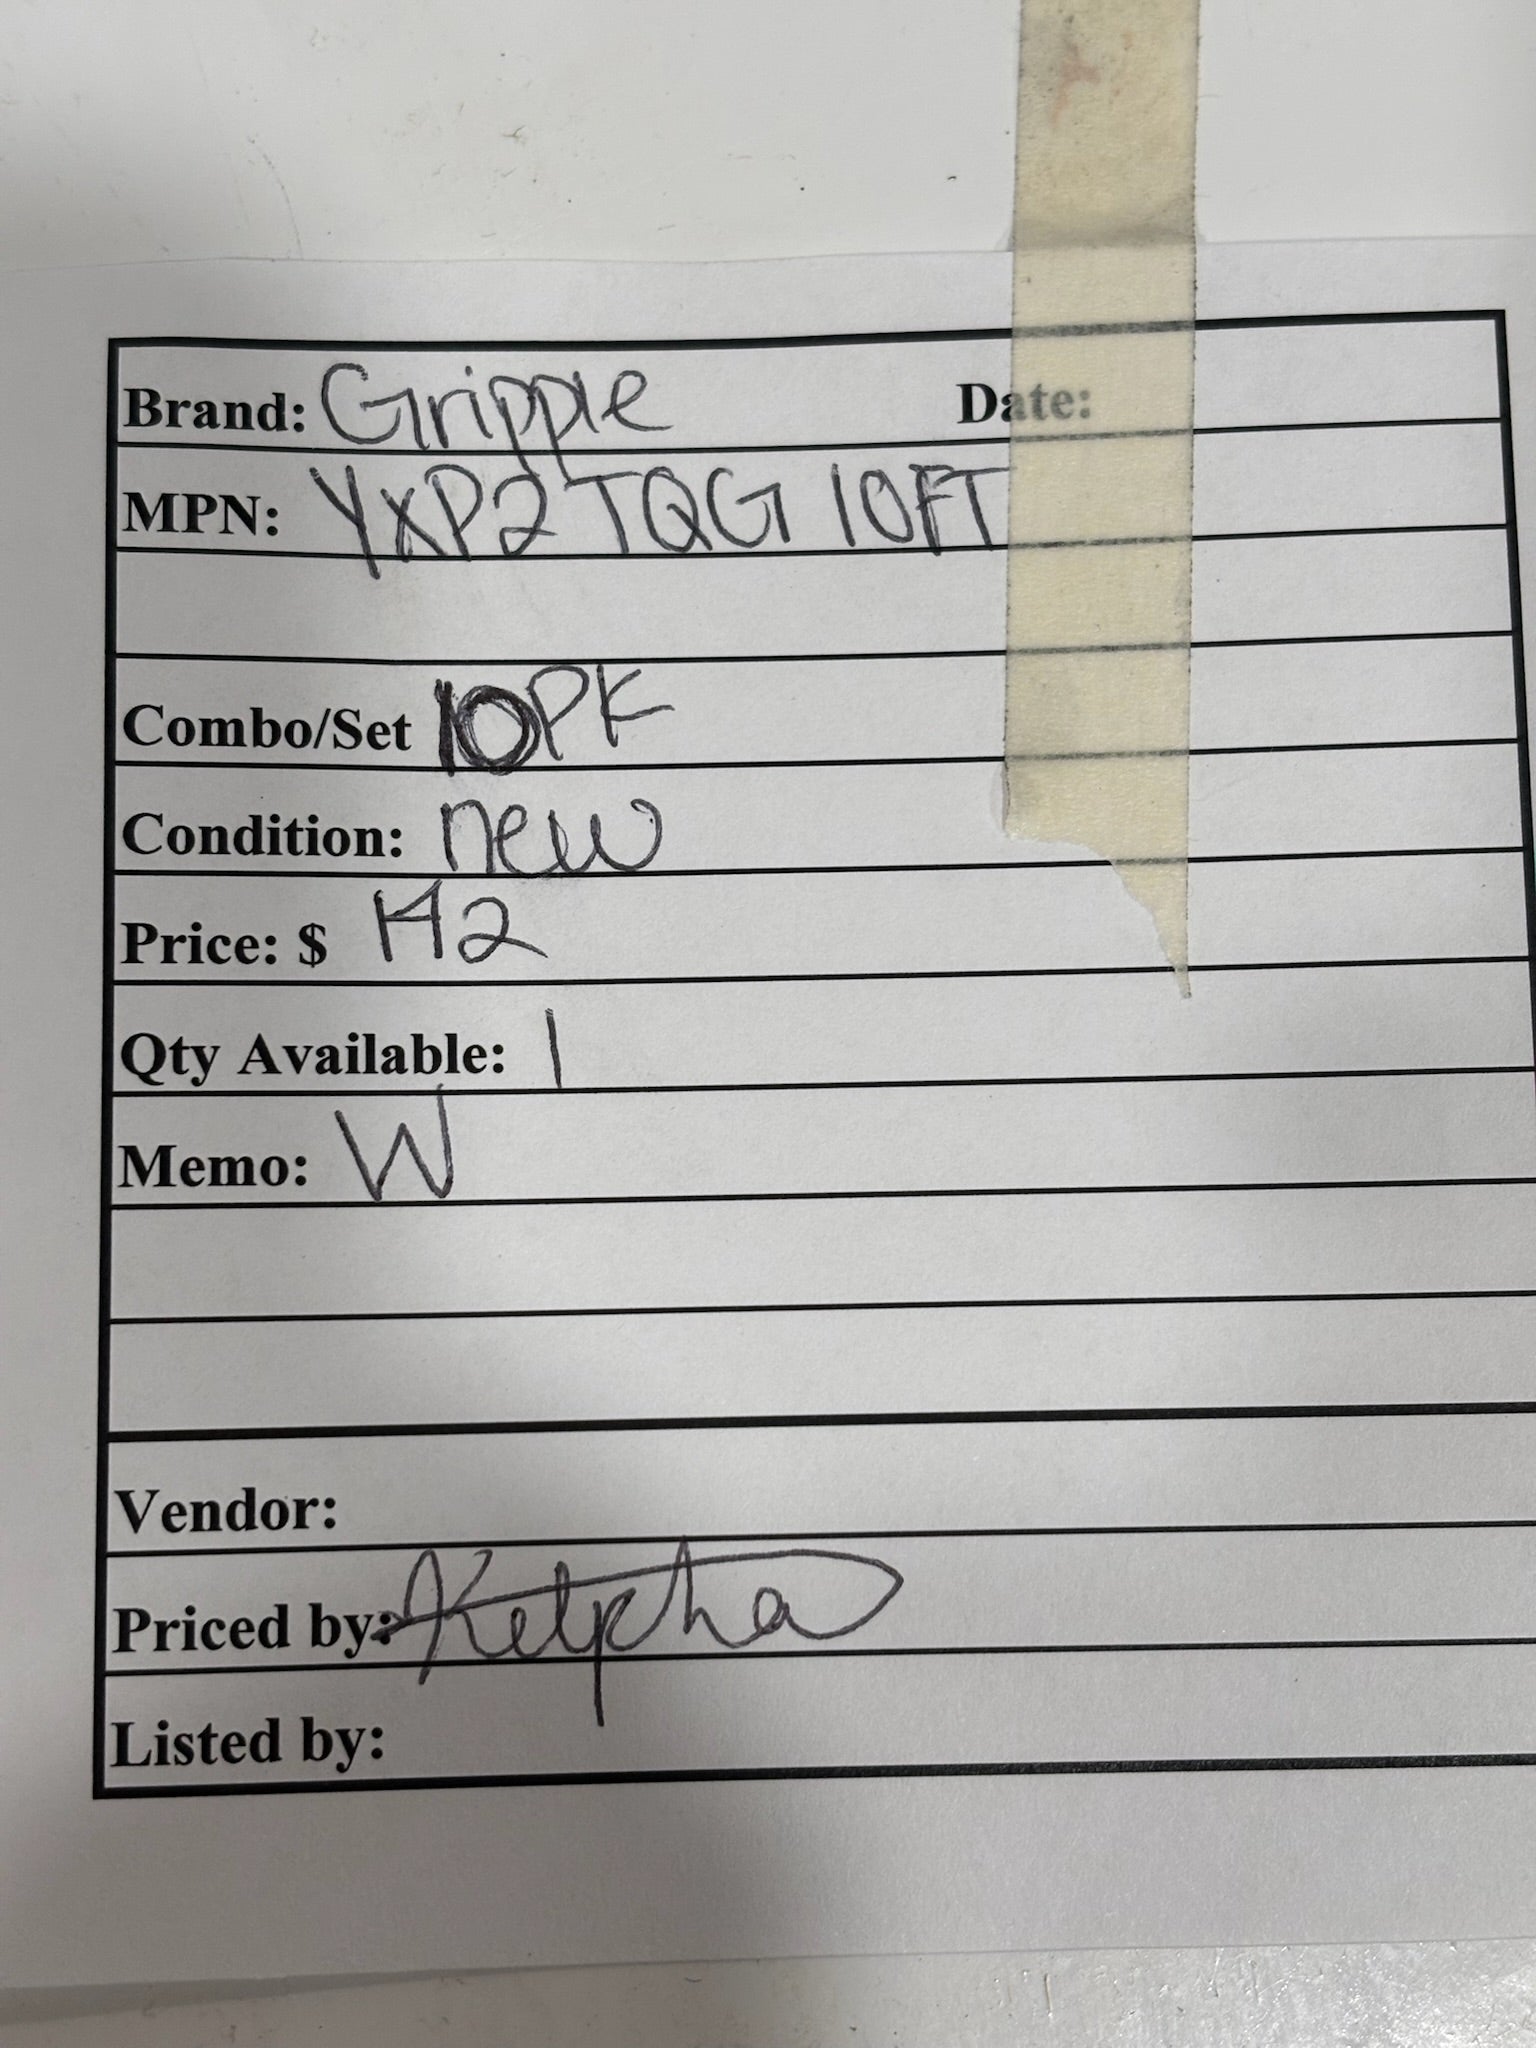 Brand: Gripple Date:
MPN: YXP2 TQG 10FT
Combo/Set 10PK
Condition: new
Price: $ 142
Qty Available: 1
Memo: W
Vendor:
Priced by:
Listed by: